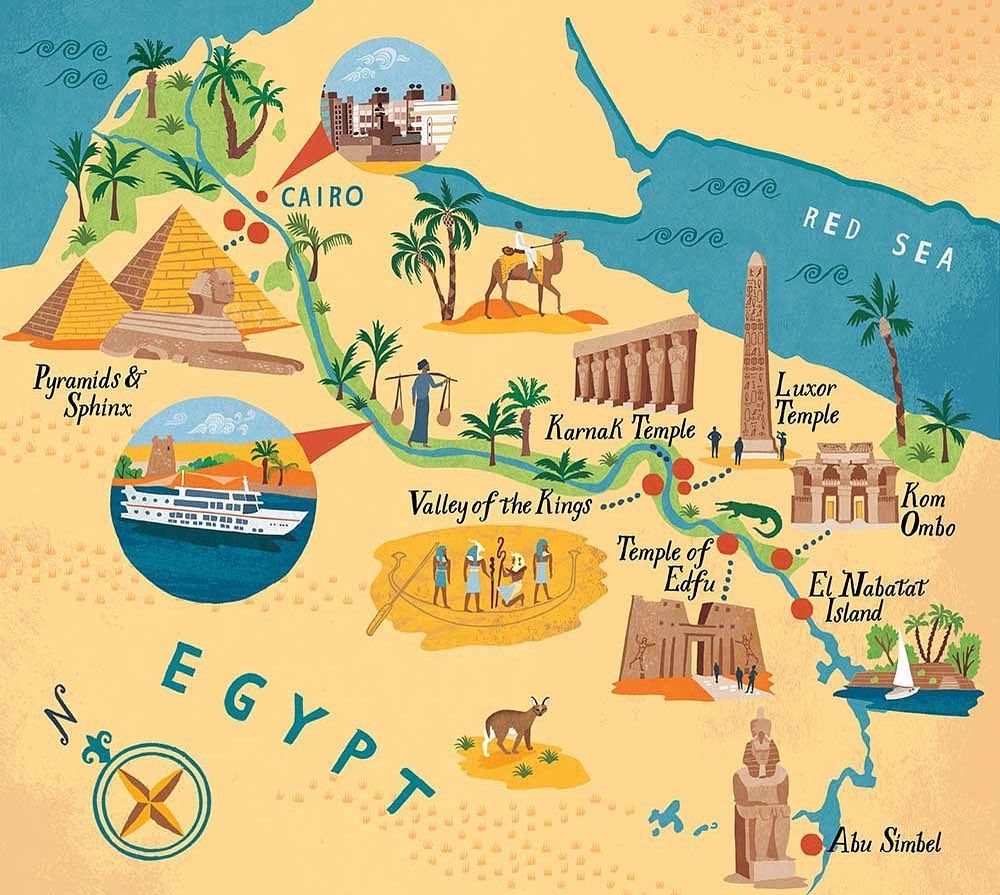 CAIRO
RED SEA
Pyramids &
Sphinx
Luxor
Temple
Karnak Temple
Valley of the Kings
Kom
Ombo
Temple of
Edfu
El Nabatat
Island
EGYPT
N
Abu Simbel